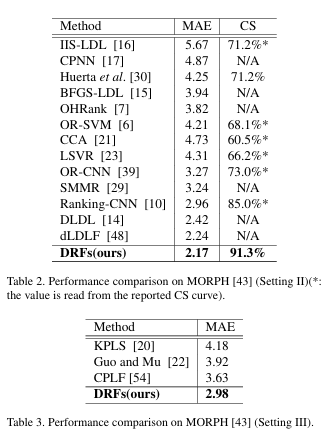 Method MAE CS
IIS-LDL [16] 5.67 71.2%*
CPNN [17] 4.87 N/A
Huerta et al. [30] 4.25 71.2%
BFGS-LDL [15] 3.94 N/A
OHRank [7] 3.82 N/A
OR-SVM [6] 4.21 68.1%*
CCA [21] 4.73 60.5%*
LSVR [23] 4.31 66.2%*
OR-CNN [39] 3.27 73.0%*
SMMR [29] 3.24 N/A
Ranking-CNN [10] 2.96 85.0%*
DLDL [14] 2.42 N/A
dLDLF [48] 2.24 N/A
DRFs(ours) 2.17 91.3%
Table 2. Performance comparison on MORPH [43] (Setting II)(*:
the value is read from the reported CS curve).
Method MAE
KPLS [20] 4.18
Guo and Mu [22] 3.92
CPLF [54] 3.63
DRFs(ours) 2.98
Table 3. Performance comparison on MORPH [43] (Setting III).